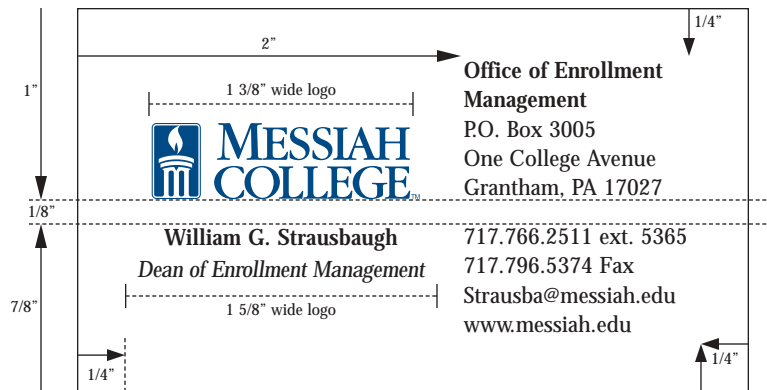 1/4”
2”
1”
1 3/8” wide logo
MESSIAH
COLLEGE™
Office of Enrollment
Management
P.O. Box 3005
One College Avenue
Grantham, PA 17027
1/8”
William G. Strausbaugh
Dean of Enrollment Management
1 5/8” wide logo
717.766.2511 ext. 5365
717.796.5374 Fax
Strausba@messiah.edu
www.messiah.edu
7/8”
1/4”
1/4”